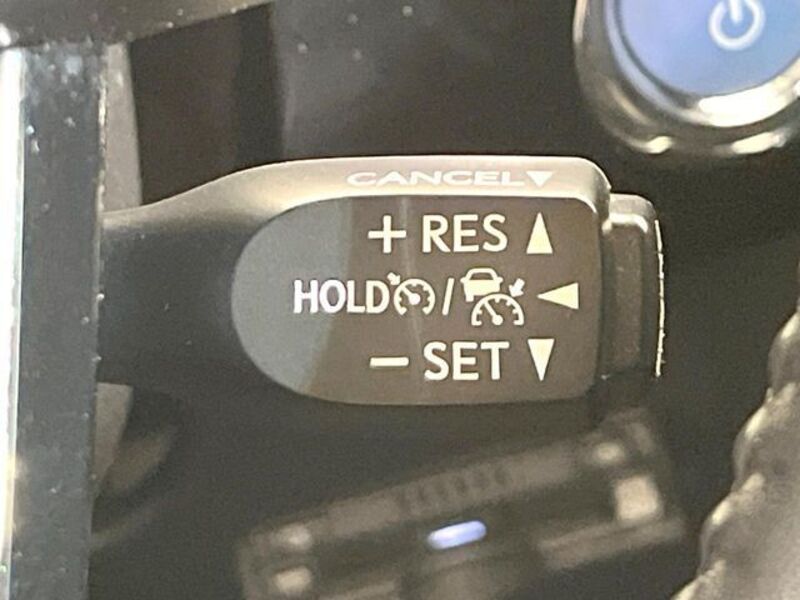 CANCEL▼
+ RES ▲
HOLD / ◀
− SET ▼